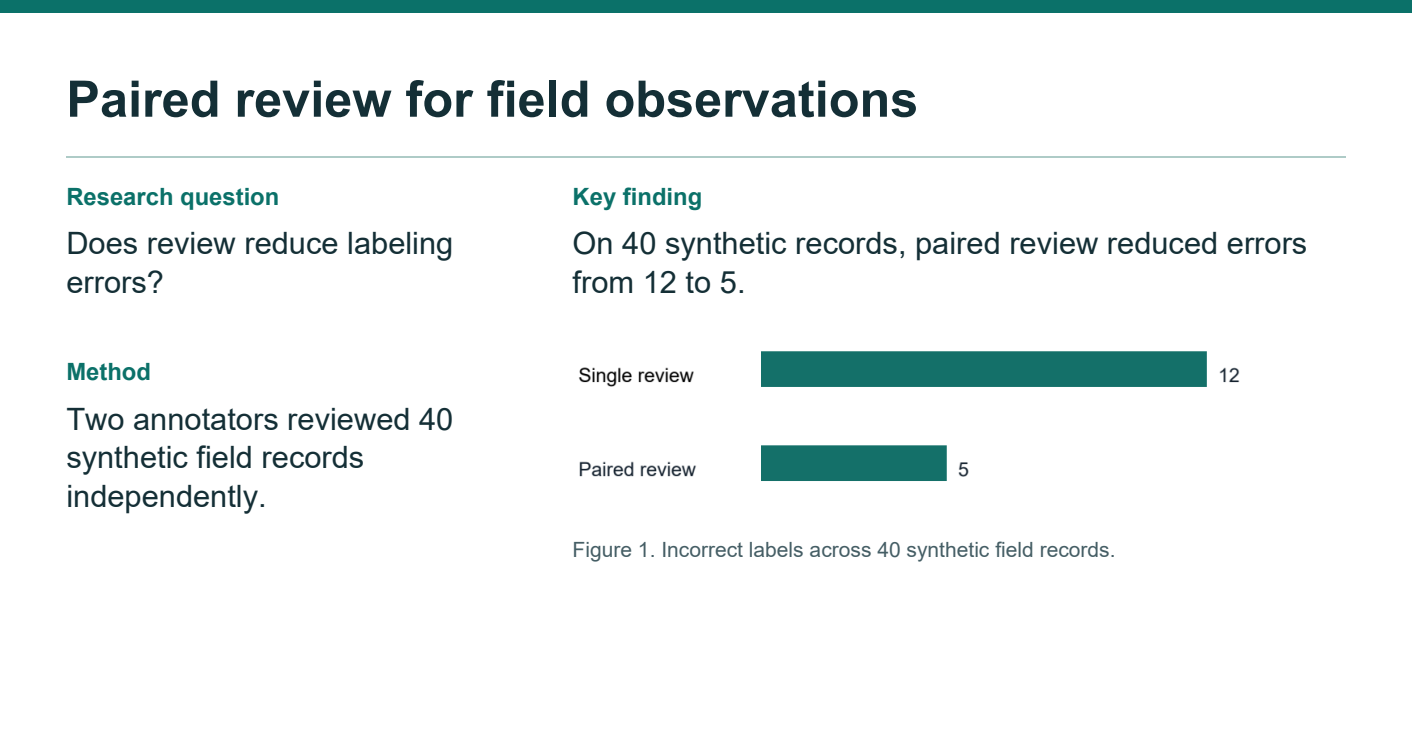 Paired review for field observations
Research question
Does review reduce labeling
errors?
Method
Two annotators reviewed 40
synthetic field records
independently.
Key finding
On 40 synthetic records, paired review reduced errors
from 12 to 5.
Single review 12
Paired review 5
Figure 1. Incorrect labels across 40 synthetic field records.